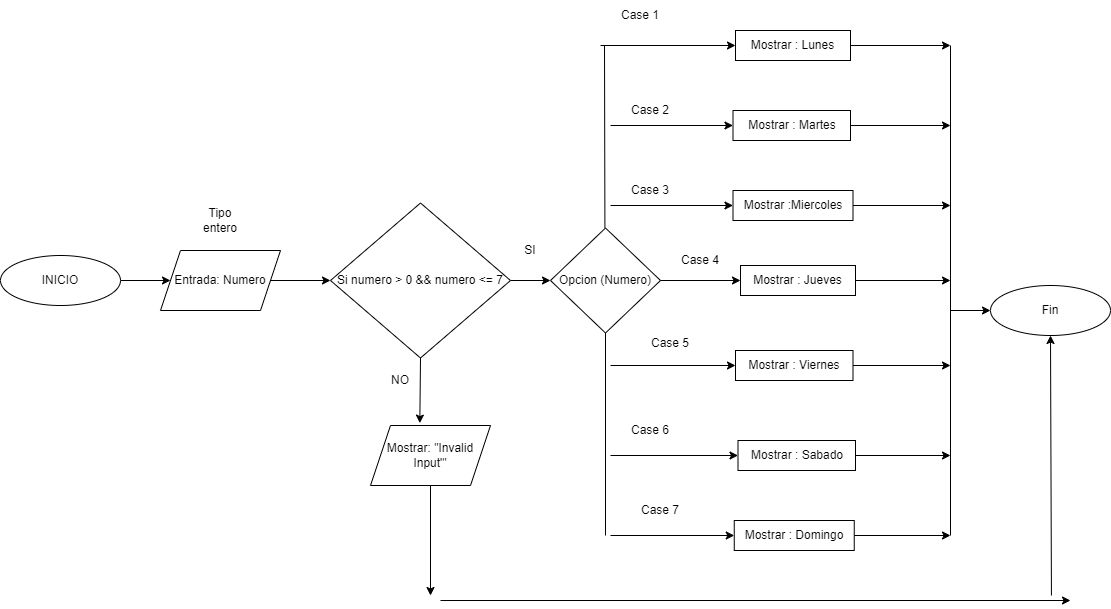 Case 1
Mostrar : Lunes
Case 2
Mostrar : Martes
Case 3
Mostrar :Miercoles
Tipo
entero
INICIO
Entrada: Numero
Si numero > 0 && numero <= 7
SI
Opcion (Numero)
Case 4
Mostrar : Jueves
Fin
Case 5
Mostrar : Viernes
NO
Mostrar: "Invalid
Input'"
Case 6
Mostrar : Sabado
Case 7
Mostrar : Domingo